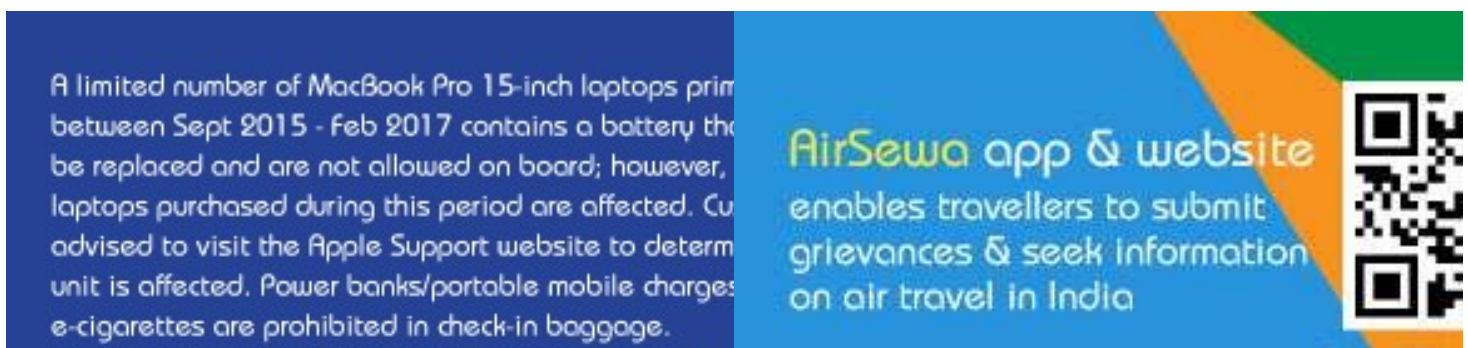 A limited number of MacBook Pro 15-inch laptops
between Sept 2015 - Feb 2017 contains a battery
be replaced and are not allowed on board; however,
laptops purchased during this period are affected.
advised to visit the Apple Support website to
unit is affected. Power banks/portable mobile charges
e-cigarettes are prohibited in check-in baggage.
AirSewa app & website
enables travellers to submit
grievances & seek information
on air travel in India